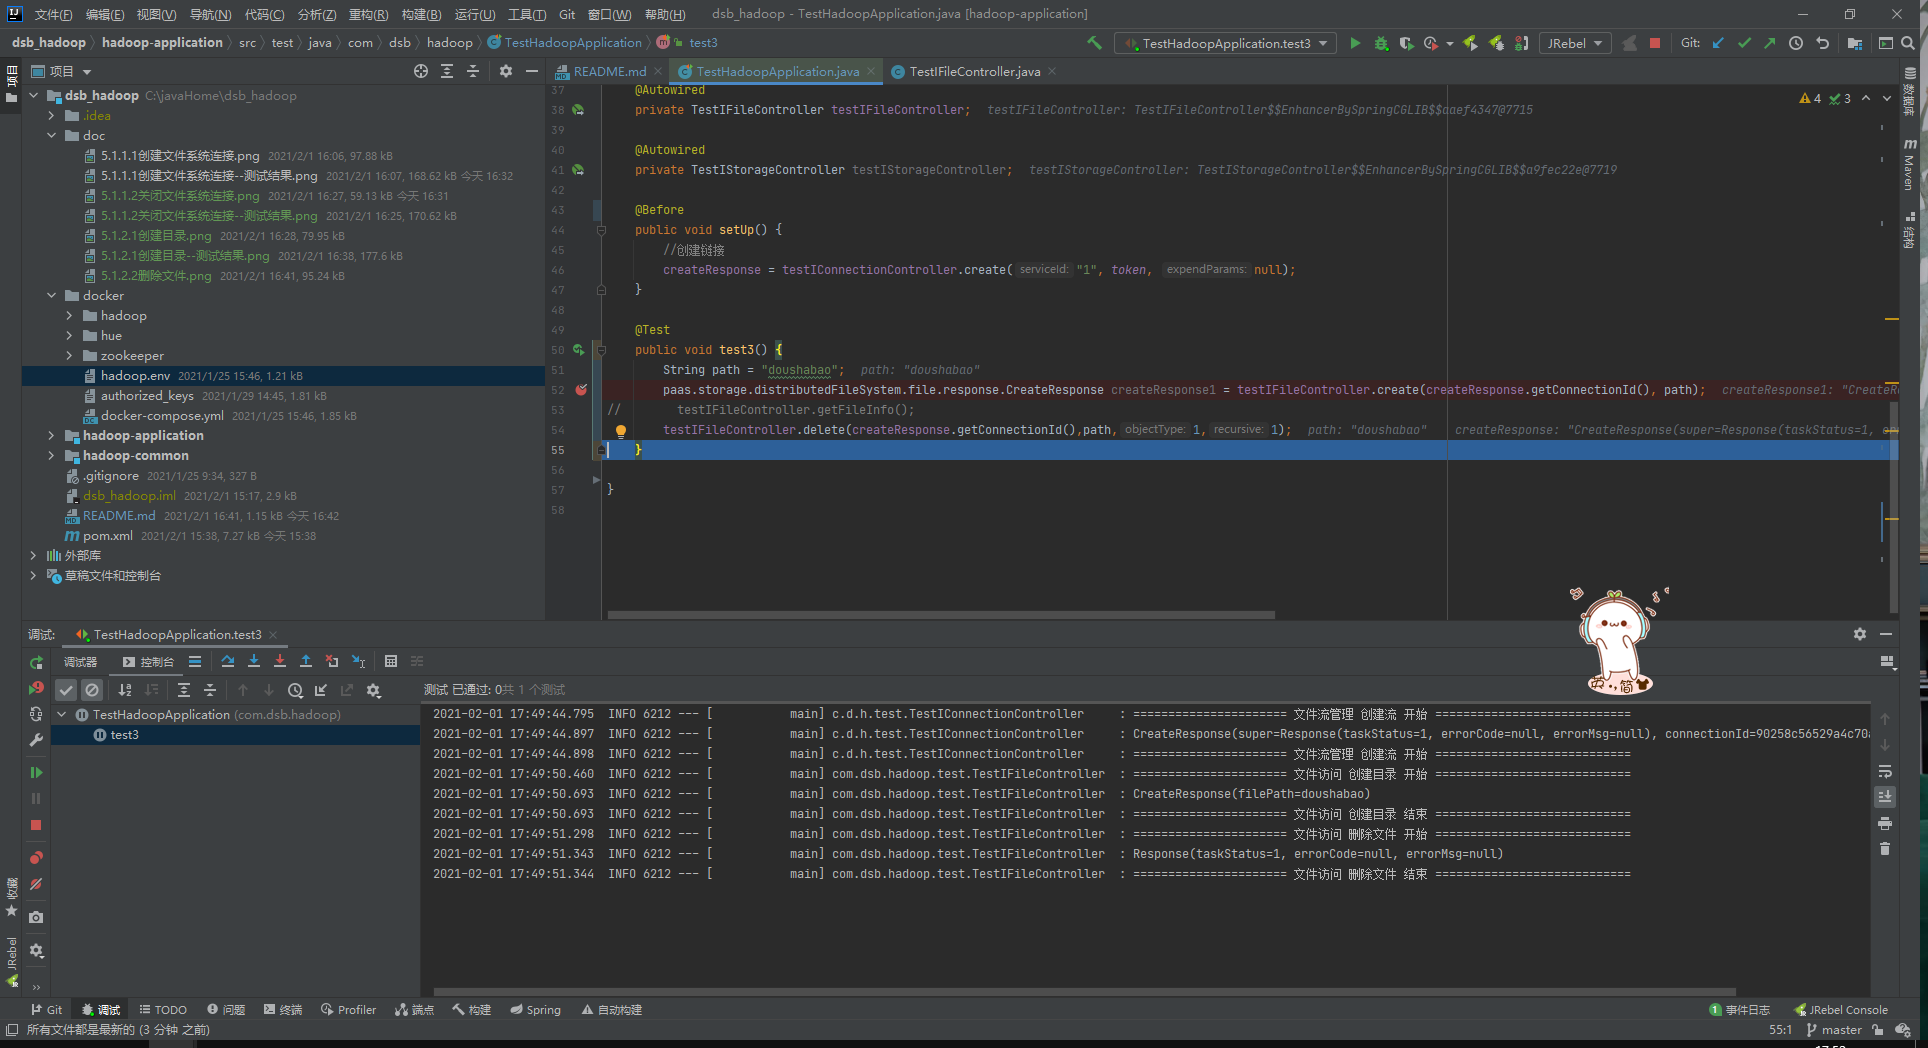 文件(F) 编辑(E) 视图(V) 导航(N) 代码(C) 分析(Z) 重构(R) 构建(B) 运行(U) 工具(T) Git 窗口(W) 帮助(H) dsb_hadoop - TestHadoopApplication.java [hadoop-application]
dsb_hadoop hadoop-application src test java com dsb hadoop TestHadoopApplication test3 TestHadoopApplication.test3 JRebel Git:
项目
项目
README.md TestHadoopApplication.java TestIFileController.java
dsb_hadoop C:\javaHome\dsb_hadoop
.idea
doc
5.1.1.1创建文件系统连接.png 2021/2/1 16:06, 97.88 kB
5.1.1.1创建文件系统连接--测试结果.png 2021/2/1 16:07, 168.62 kB 今天 16:32
5.1.1.2关闭文件系统连接.png 2021/2/1 16:27, 59.13 kB 今天 16:31
5.1.1.2关闭文件系统连接--测试结果.png 2021/2/1 16:25, 170.62 kB
5.1.2.1创建目录.png 2021/2/1 16:28, 79.95 kB
5.1.2.1创建目录--测试结果.png 2021/2/1 16:38, 177.6 kB
5.1.2.2删除文件.png 2021/2/1 16:41, 95.24 kB
docker
hadoop
hue
zookeeper
hadoop.env 2021/1/25 15:46, 1.21 kB
authorized_keys 2021/1/29 14:45, 1.81 kB
docker-compose.yml 2021/1/25 15:46, 1.85 kB
hadoop-application
hadoop-common
.gitignore 2021/1/25 9:34, 327 B
dsb_hadoop.iml 2021/2/1 15:17, 2.9 kB
README.md 2021/2/1 16:41, 1.15 kB 今天 16:42
pom.xml 2021/2/1 15:38, 7.27 kB 今天 15:38
外部库
草稿文件和控制台
37 @Autowired
4 3
38 private TestIFileController testIFileController; testIFileController: TestIFileController$$EnhancerBySpringCGLIB$$aaef4347@7715
39
40 @Autowired
41 private TestIStorageController testIStorageController; testIStorageController: TestIStorageController$$EnhancerBySpringCGLIB$$a9fec22e@7719
42
43 @Before
44 public void setUp() {
45 //创建链接
46 createResponse = testIConnectionController.create( serviceId: "1", token, expendParams: null);
47 }
48
49 @Test
50 public void test3() {
51 String path = "doushabao"; path: "doushabao"
52 paas.storage.distributedFileSystem.file.response.CreateResponse createResponse1 = testIFileController.create(createResponse.getConnectionId(), path); createResponse1: "CreateR
53 // testIFileController.getFileInfo();
54 testIFileController.delete(createResponse.getConnectionId(),path, objectType: 1, recursive: 1); path: "doushabao" createResponse: "CreateResponse(super=Response(taskStatus=1, er
55 }
56
57 }
58
数据库
Maven
结构
英 简
调试: TestHadoopApplication.test3
调试器 控制台
测试 已通过: 0共 1 个测试
TestHadoopApplication (com.dsb.hadoop)
test3
2021-02-01 17:49:44.795 INFO 6212 --- [ main] c.d.h.test.TestIConnectionController : ====================== 文件流管理 创建流 开始 ============================
2021-02-01 17:49:44.897 INFO 6212 --- [ main] c.d.h.test.TestIConnectionController : CreateResponse(super=Response(taskStatus=1, errorCode=null, errorMsg=null), connectionId=90258c56529a4c70a
2021-02-01 17:49:44.898 INFO 6212 --- [ main] c.d.h.test.TestIConnectionController : ====================== 文件流管理 创建流 开始 ============================
2021-02-01 17:49:50.460 INFO 6212 --- [ main] com.dsb.hadoop.test.TestIFileController : ====================== 文件访问 创建目录 开始 ============================
2021-02-01 17:49:50.693 INFO 6212 --- [ main] com.dsb.hadoop.test.TestIFileController : CreateResponse(filePath=doushabao)
2021-02-01 17:49:50.693 INFO 6212 --- [ main] com.dsb.hadoop.test.TestIFileController : ====================== 文件访问 创建目录 结束 ============================
2021-02-01 17:49:51.298 INFO 6212 --- [ main] com.dsb.hadoop.test.TestIFileController : ====================== 文件访问 删除文件 开始 ============================
2021-02-01 17:49:51.343 INFO 6212 --- [ main] com.dsb.hadoop.test.TestIFileController : Response(taskStatus=1, errorCode=null, errorMsg=null)
2021-02-01 17:49:51.344 INFO 6212 --- [ main] com.dsb.hadoop.test.TestIFileController : ====================== 文件访问 删除文件 结束 ============================
收藏
JRebel
Git 调试 TODO 问题 终端 Profiler 端点 构建 Spring 自动构建 1 事件日志 JRebel Console
所有文件都是最新的 (3 分钟 之前) 55:1 master